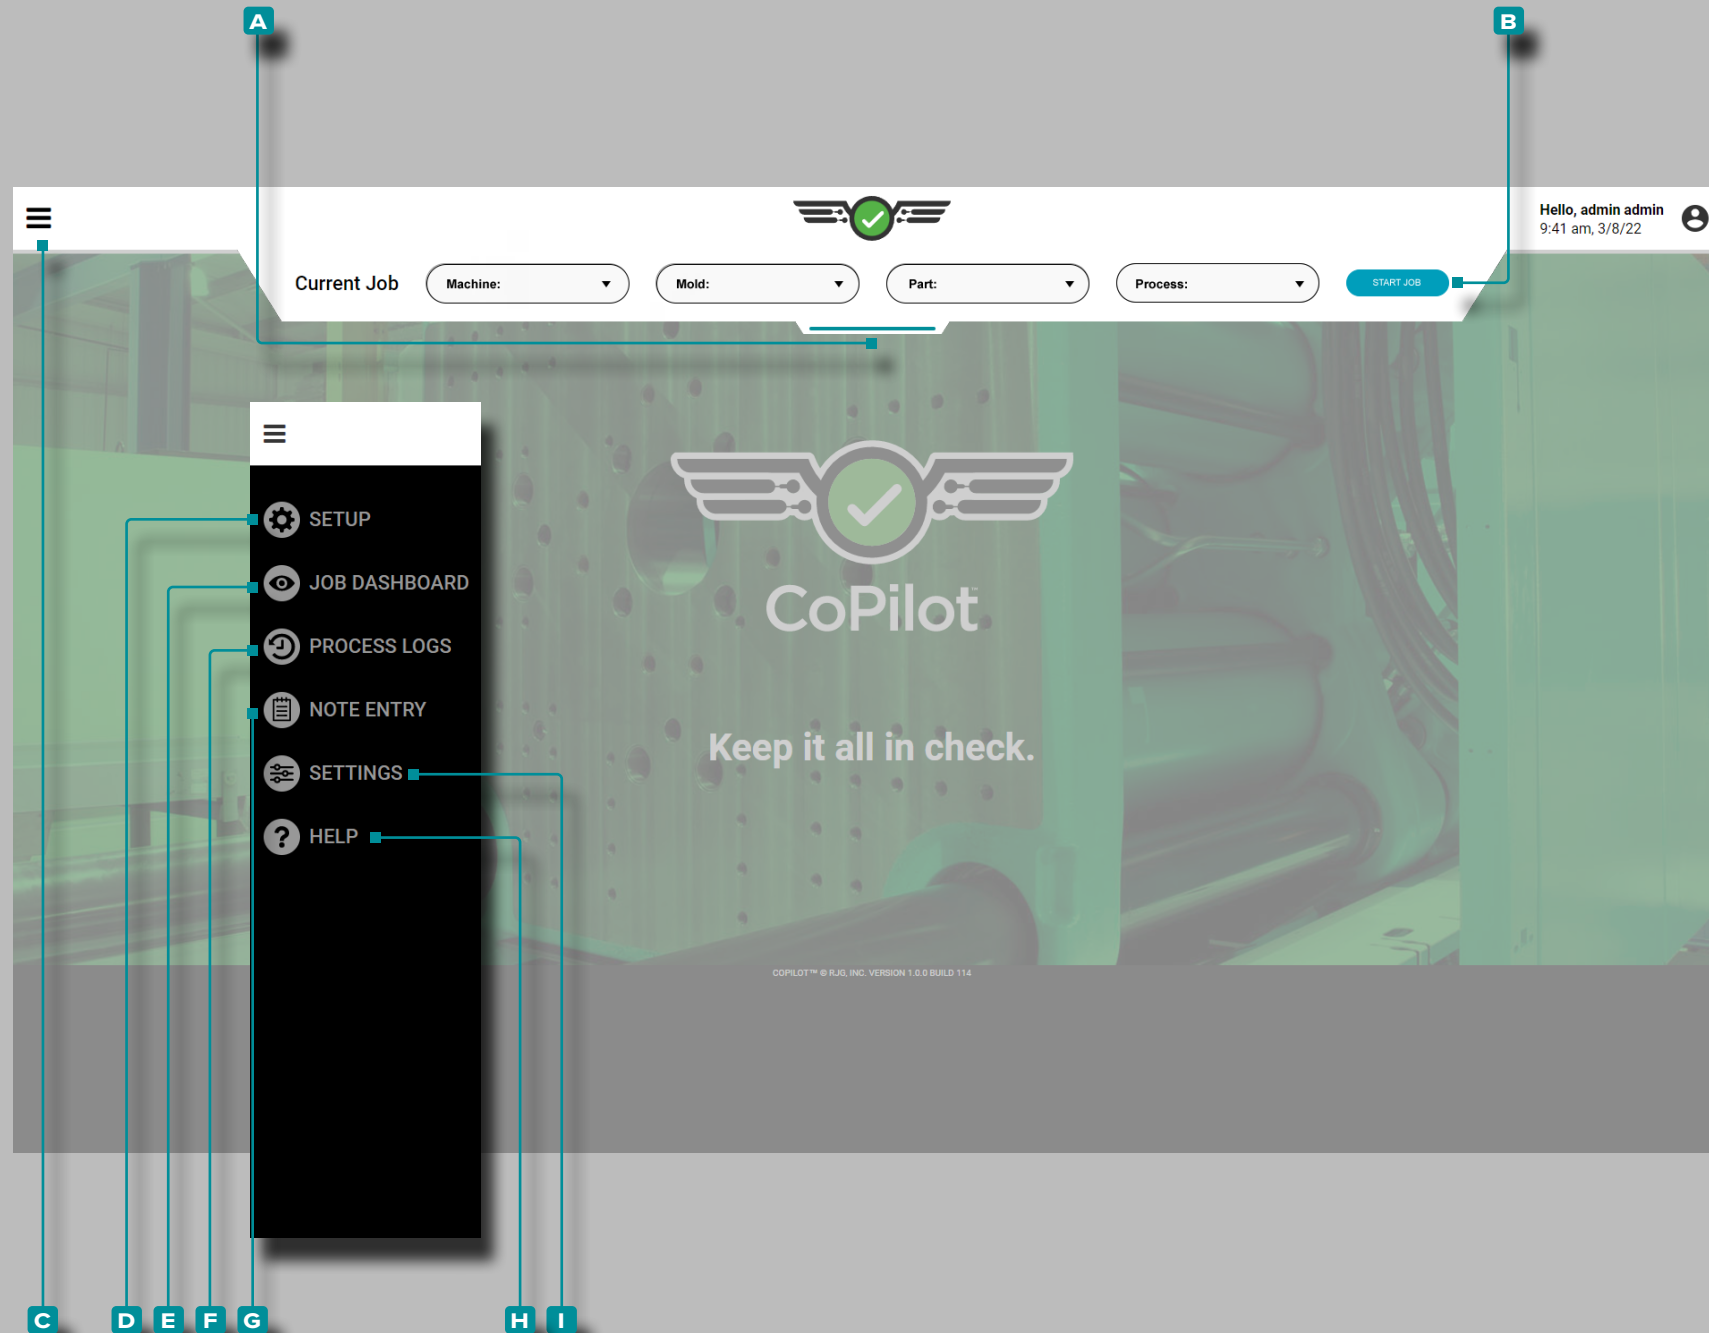 A
B
Hello, admin admin
9:41 am, 3/8/22
Current Job
Machine:
Mold:
Part:
Process:
START JOB
SETUP
JOB DASHBOARD
PROCESS LOGS
NOTE ENTRY
SETTINGS
HELP
CoPilot™
Keep it all in check.
COPILOT™ © RJG, INC. VERSION 1.0.0 BUILD 114
C
D
E
F
G
H
I